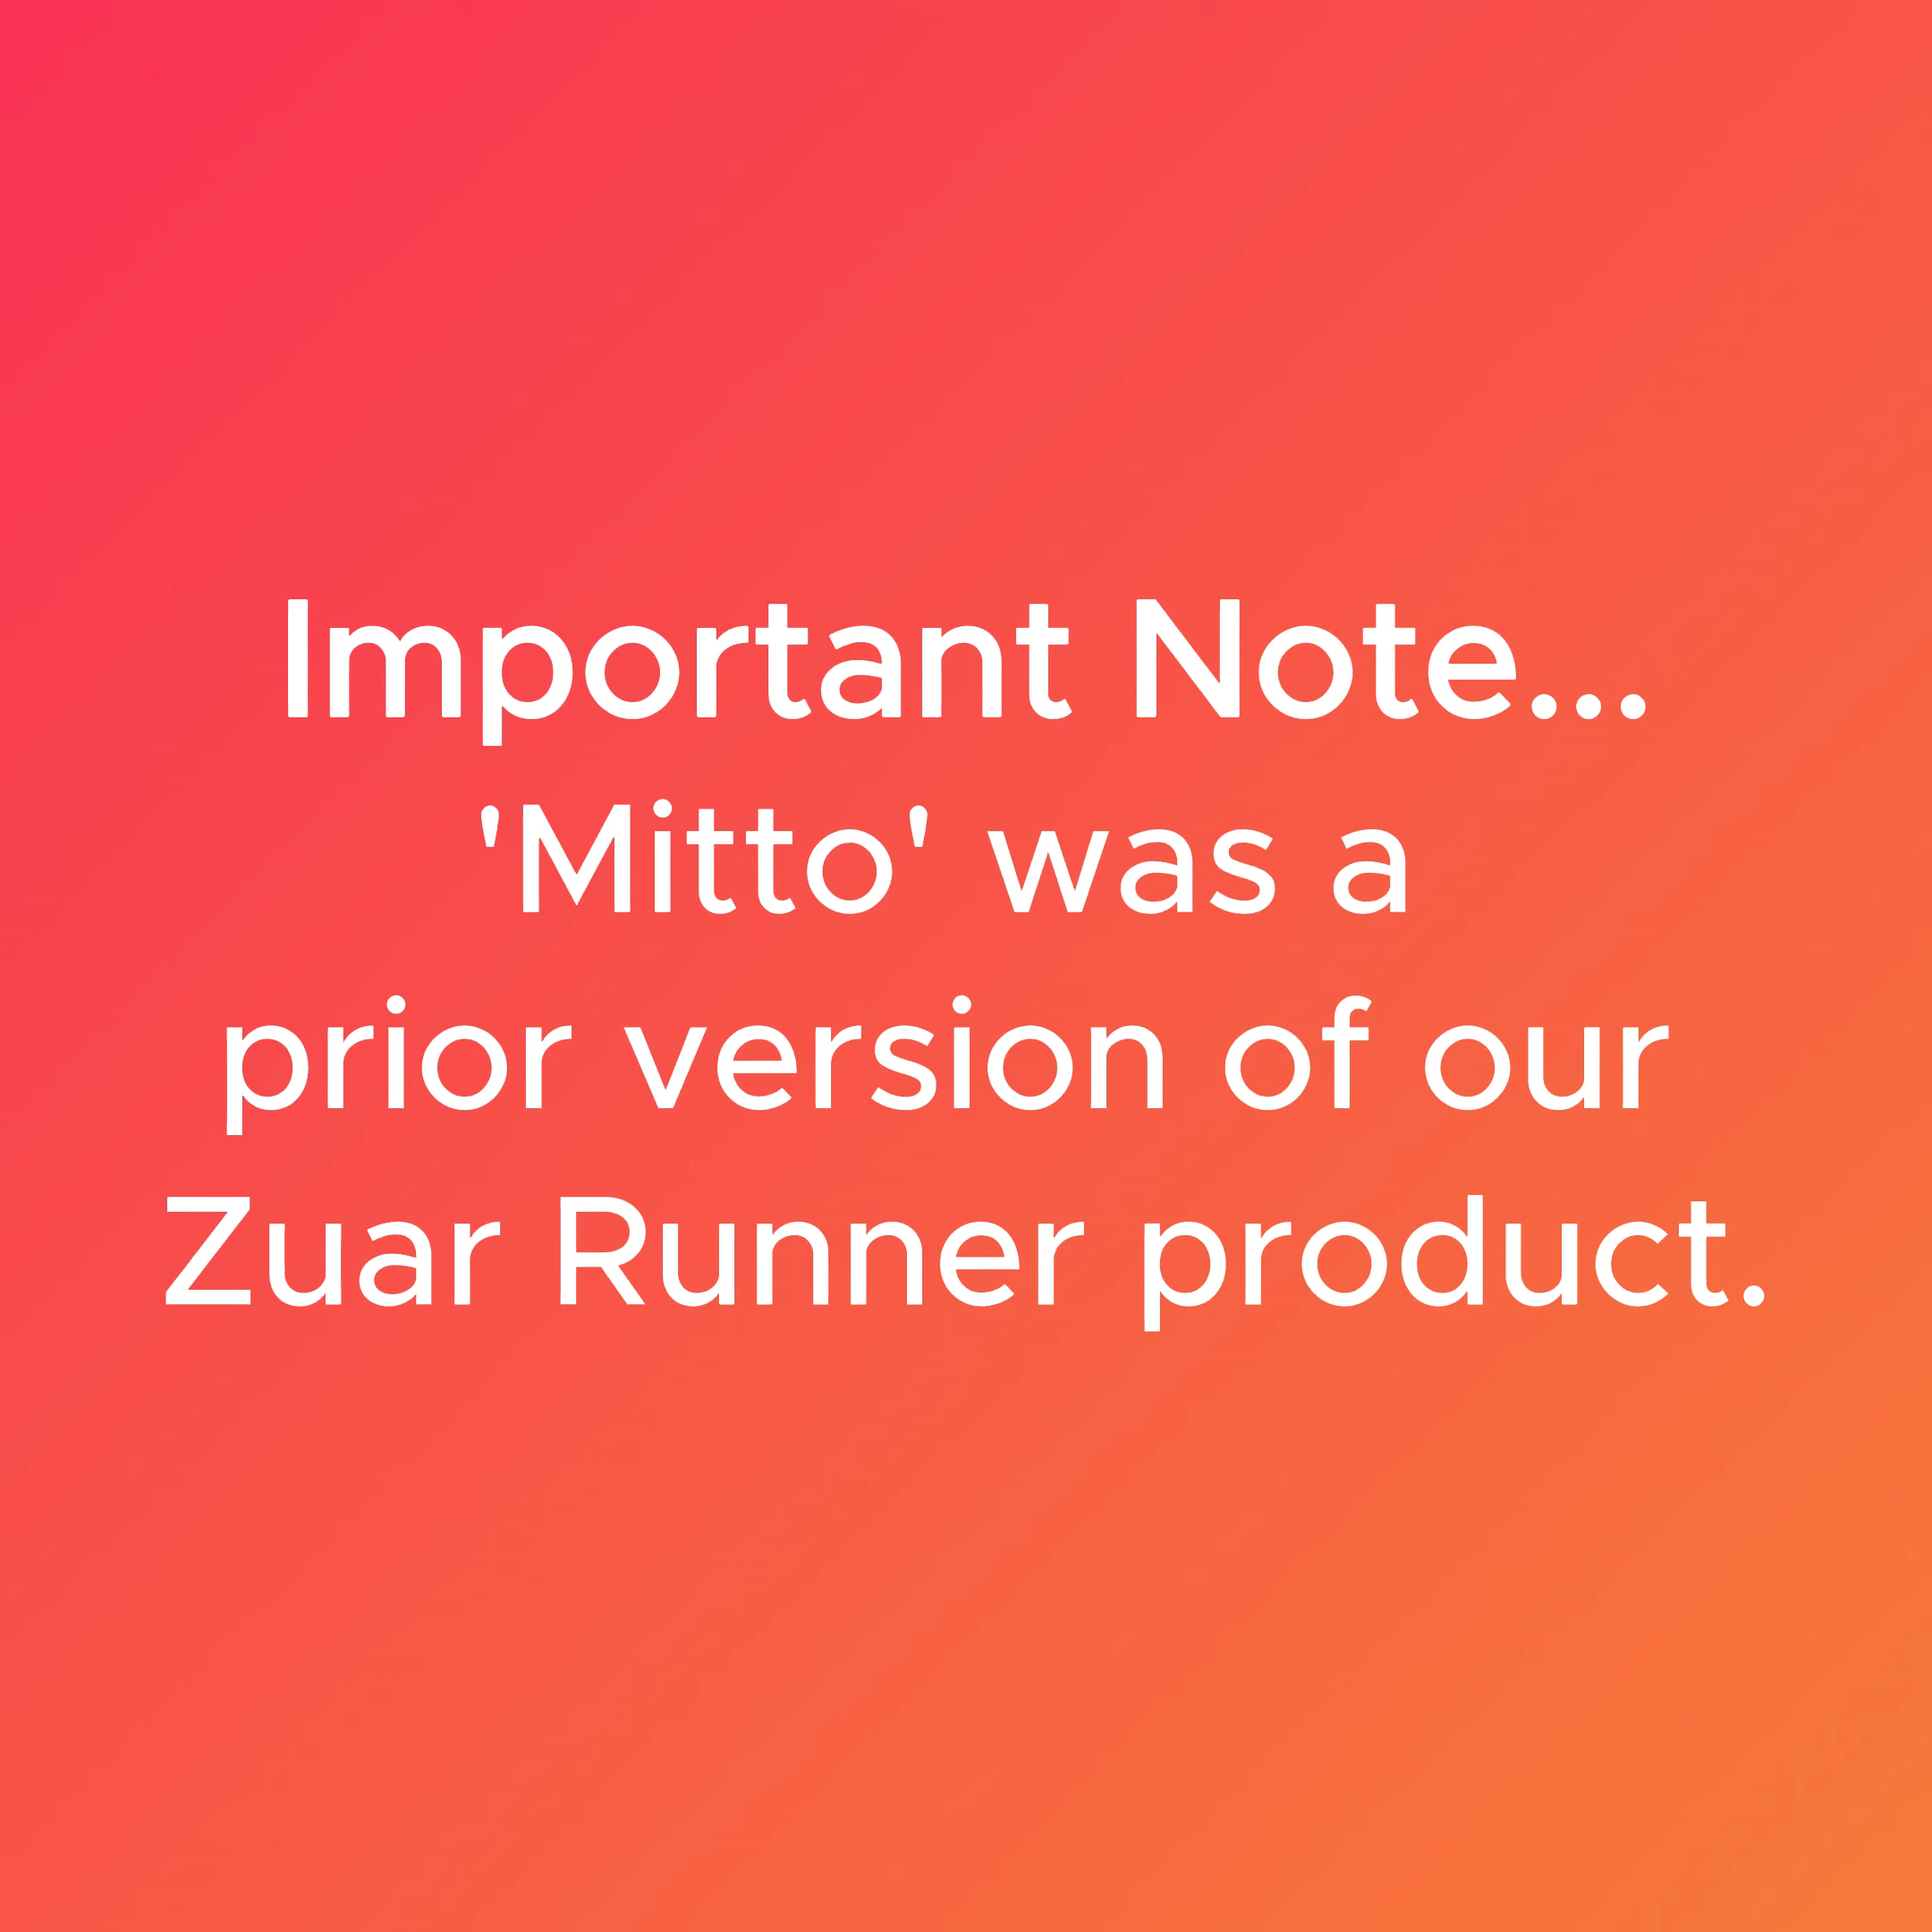 Important Note...
'Mitto' was a
prior version of our
Zuar Runner product.